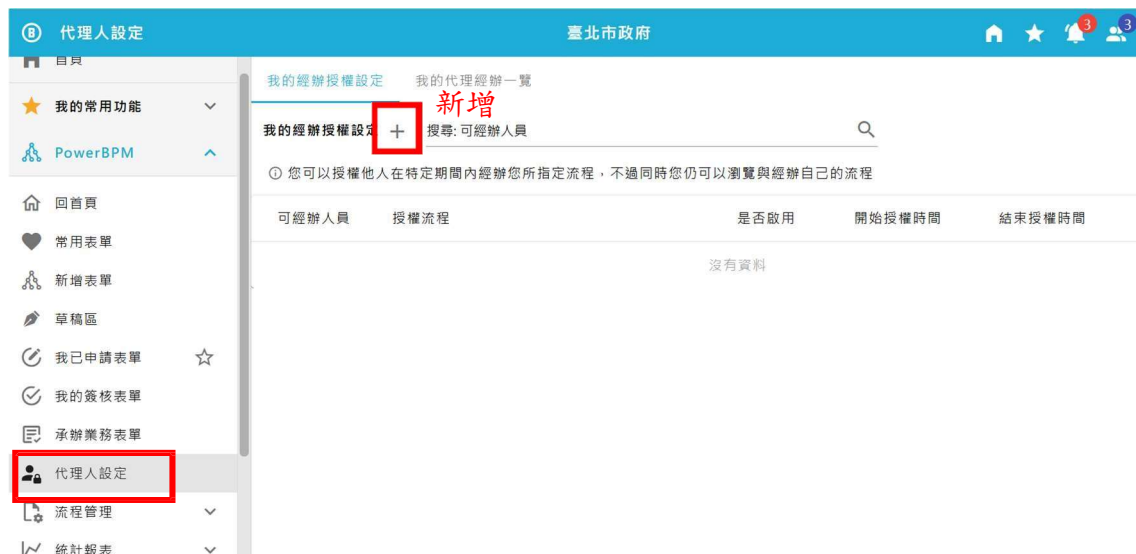 代理人設定
臺北市政府
3
3
首頁
我的常用功能
PowerBPM
回首頁
常用表單
新增表單
草稿區
我已申請表單
我的簽核表單
承辦業務表單
代理人設定
流程管理
統計報表
我的經辦授權設定 我的代理經辦一覽
新增
我的經辦授權設定 + 搜尋: 可經辦人員
您可以授權他人在特定期間內經辦您所指定流程，不過同時您仍可以瀏覽與經辦自己的流程
可經辦人員 授權流程 是否啟用 開始授權時間 結束授權時間
沒有資料